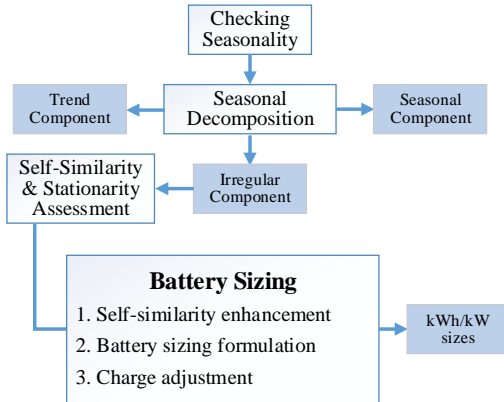 Checking
Seasonality
Trend
Component
Seasonal
Decomposition
Seasonal
Component
Self-Similarity
& Stationarity
Assessment
Irregular
Component
Battery Sizing
1. Self-similarity enhancement
2. Battery sizing formulation
3. Charge adjustment
kWh/kW
sizes